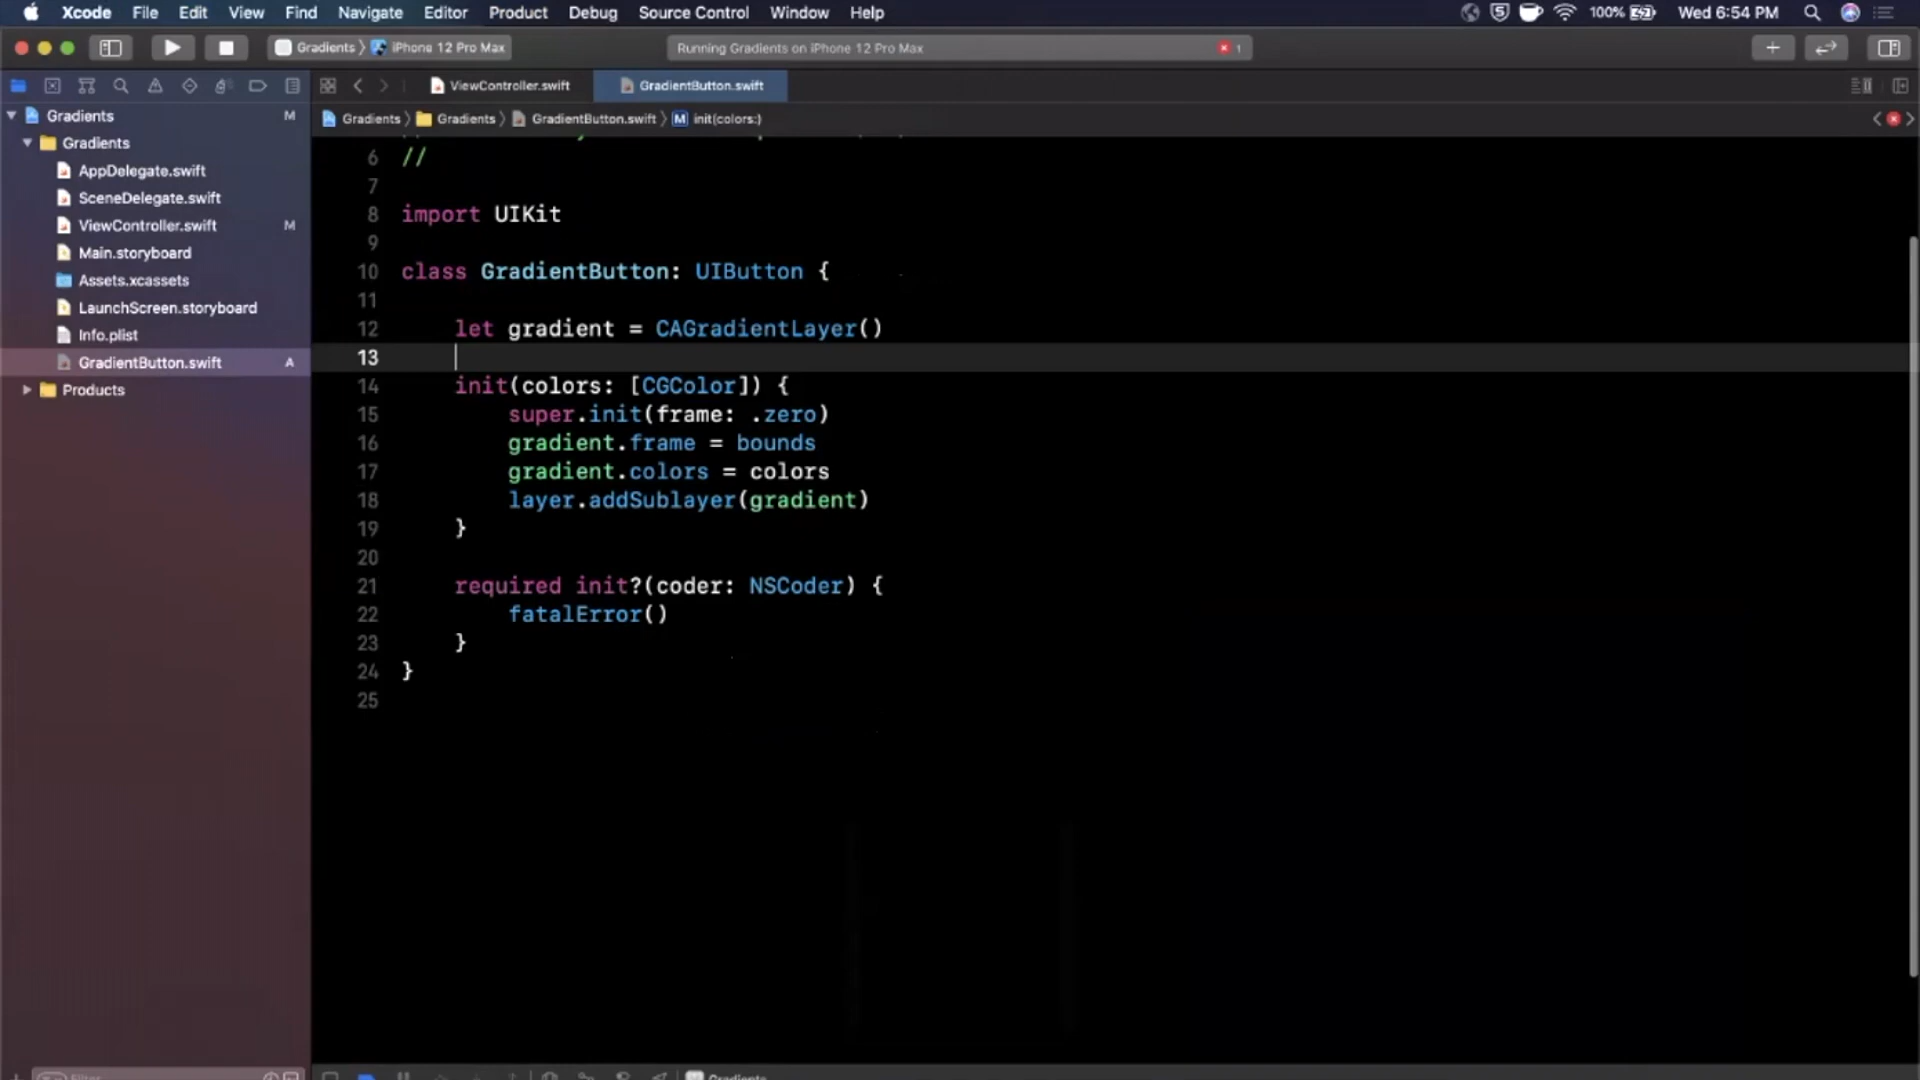 Xcode File Edit View Find Navigate Editor Product Debug Source Control Window Help 100% Wed 6:54 PM
Gradients iPhone 12 Pro Max Running Gradients on iPhone 12 Pro Max 1
ViewController.swift GradientButton.swift
Gradients M
Gradients Gradients GradientButton.swift M init(colors:)
Gradients
AppDelegate.swift
SceneDelegate.swift
ViewController.swift M
Main.storyboard
Assets.xcassets
LaunchScreen.storyboard
Info.plist
GradientButton.swift A
Products
6 //
7
8 import UIKit
9
10 class GradientButton: UIButton {
11
12 let gradient = CAGradientLayer()
13
14 init(colors: [CGColor]) {
15 super.init(frame: .zero)
16 gradient.frame = bounds
17 gradient.colors = colors
18 layer.addSublayer(gradient)
19 }
20
21 required init?(coder: NSCoder) {
22 fatalError()
23 }
24 }
25
Filter
Gradients